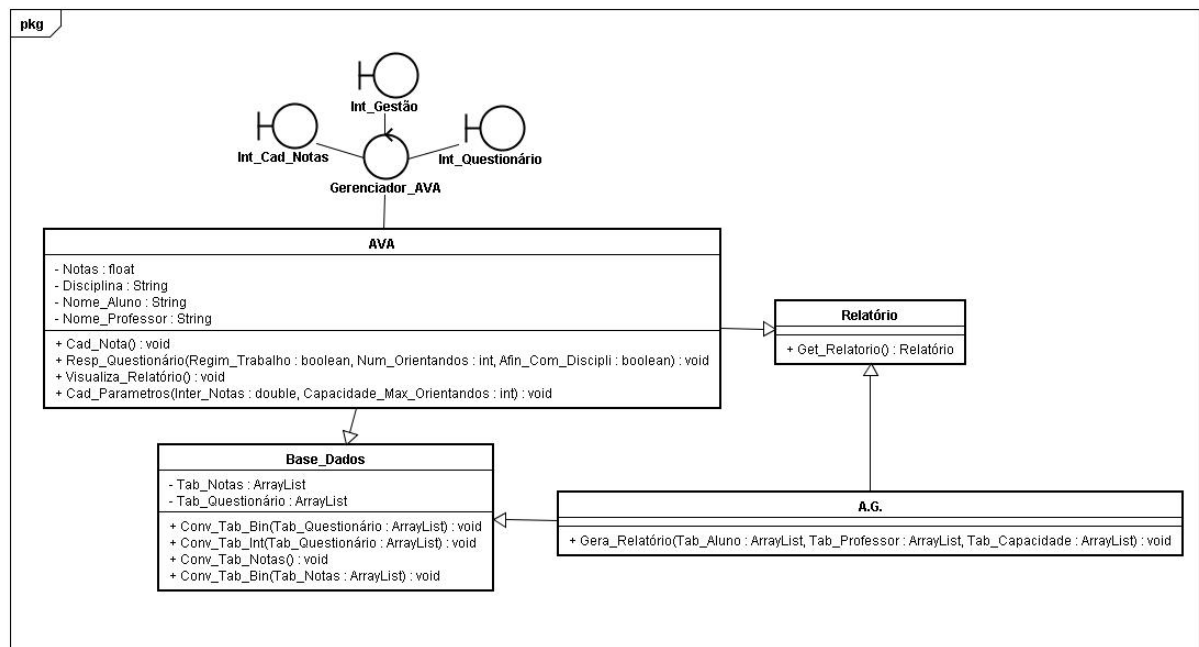 pkg
Int_Gestão
Int_Cad_Notas
Int_Questionário
Gerenciador_AVA
AVA
- Notas : float
- Disciplina : String
- Nome_Aluno : String
- Nome_Professor : String
+ Cad_Nota() : void
+ Resp_Questionário(Regim_Trabalho : boolean, Num_Orientandos : int, Afin_Com_Discipli : boolean) : void
+ Visualiza_Relatório() : void
+ Cad_Parametros(Inter_Notas : double, Capacidade_Max_Orientandos : int) : void
Relatório
+ Get_Relatorio() : Relatório
Base_Dados
- Tab_Notas : ArrayList
- Tab_Questionário : ArrayList
+ Conv_Tab_Bin(Tab_Questionário : ArrayList) : void
+ Conv_Tab_Int(Tab_Questionário : ArrayList) : void
+ Conv_Tab_Notas() : void
+ Conv_Tab_Bin(Tab_Notas : ArrayList) : void
A.G.
+ Gera_Relatório(Tab_Aluno : ArrayList, Tab_Professor : ArrayList, Tab_Capacidade : ArrayList) : void